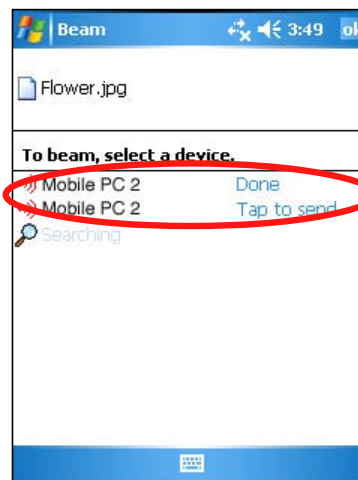 Beam 3:49 ok
Flower.jpg
To beam, select a device.
Mobile PC 2 Done
Mobile PC 2 Tap to send
Searching